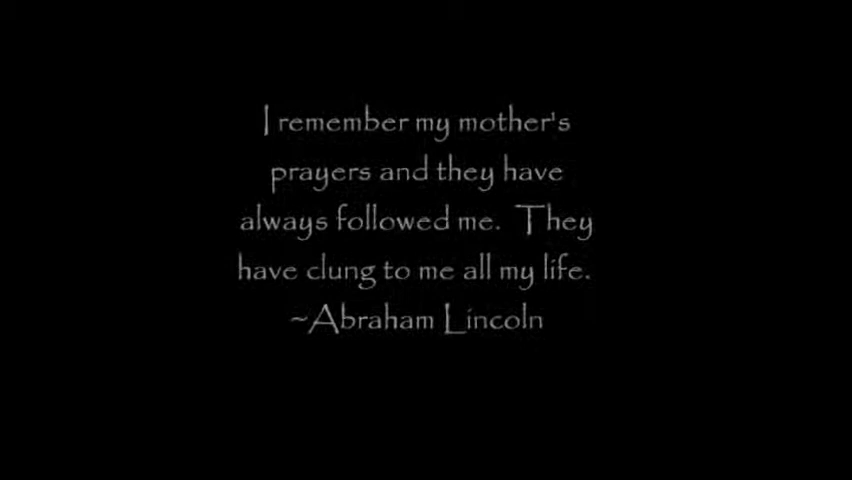 I remember my mother's
prayers and they have
always followed me.  They
have clung to me all my life.
~Abraham Lincoln